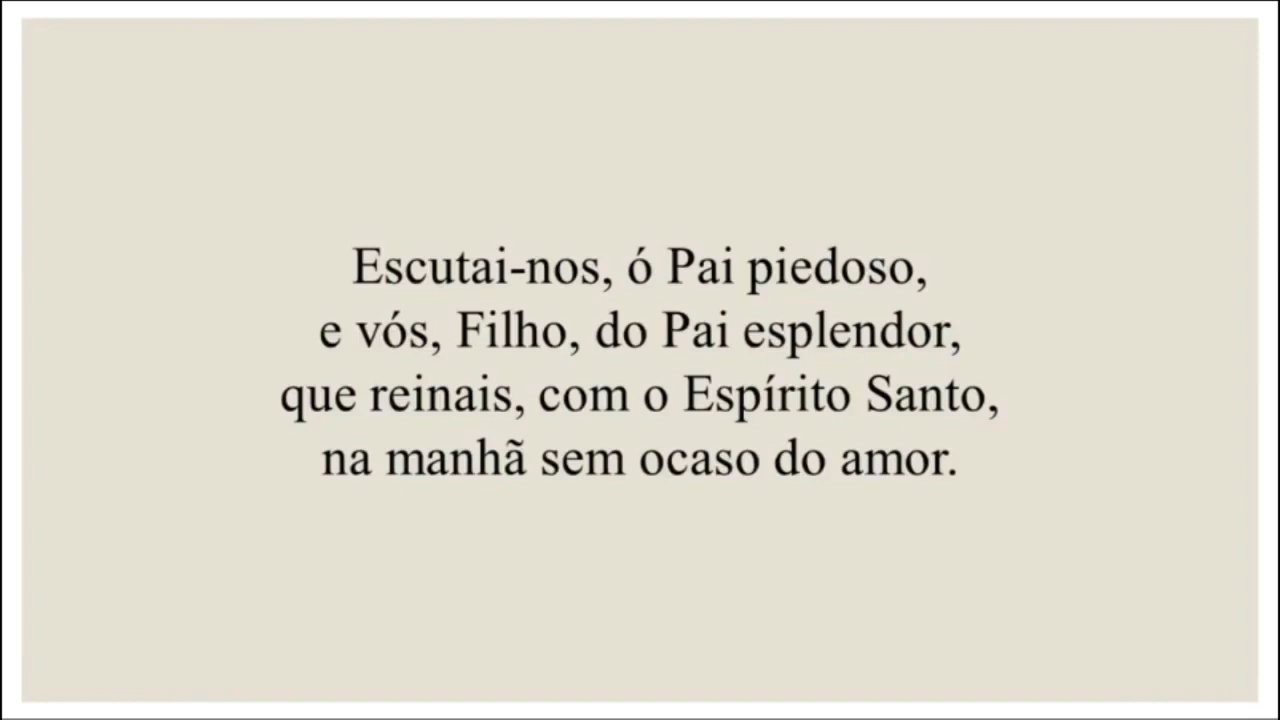 Escutai-nos, ó Pai piedoso,
e vós, Filho, do Pai esplendor,
que reinais, com o Espírito Santo,
na manhã sem ocaso do amor.